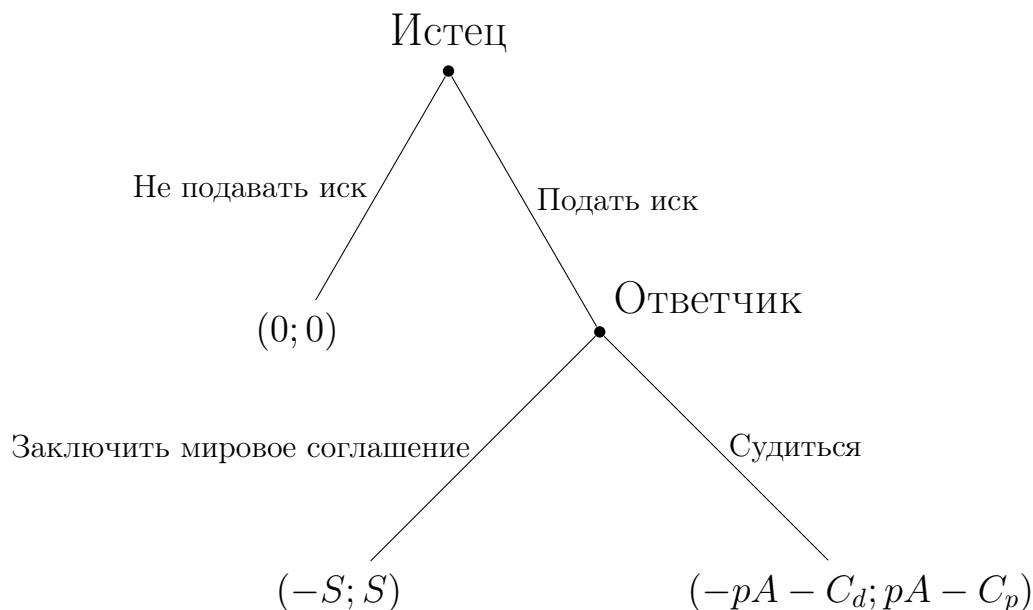 Истец
Не подавать иск
Подать иск
Ответчик
(0; 0)
Заключить мировое соглашение
Судиться
(−S; S)
(−pA − C_d; pA − C_p)